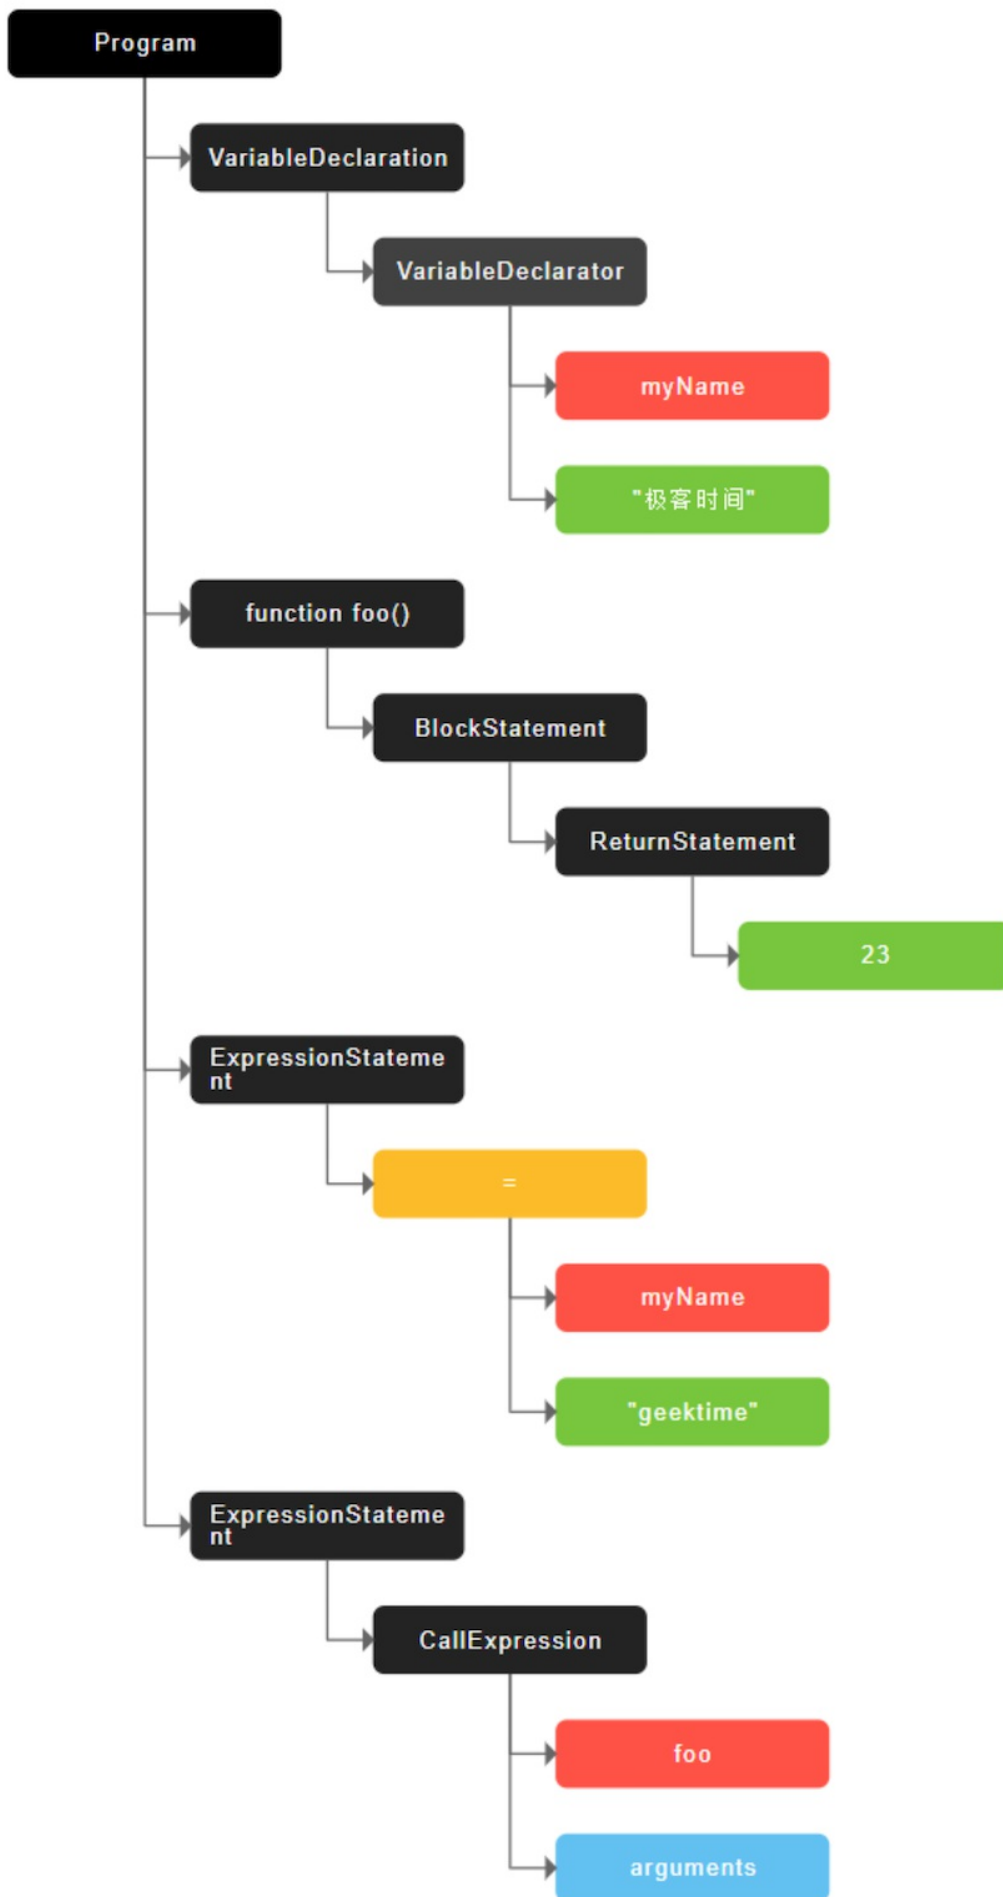 Program
VariableDeclaration
VariableDeclarator
myName
"极客时间"
function foo()
BlockStatement
ReturnStatement
23
ExpressionStateme
nt
=
myName
"geektime"
ExpressionStateme
nt
CallExpression
foo
arguments